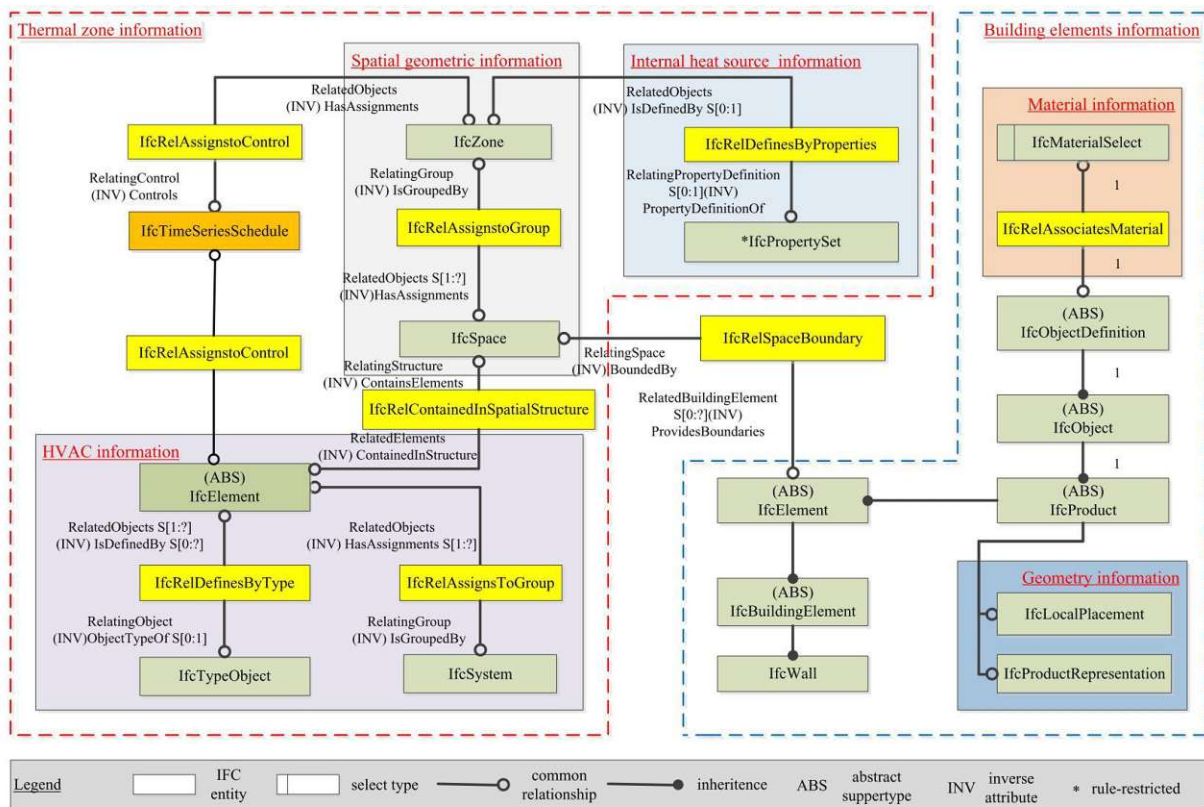 Thermal zone information
Building elements information
Spatial geometric information
Internal heat source information
RelatedObjects
(INV) HasAssignments
RelatedObjects
(INV) IsDefinedBy S[0:1]
Material information
IfcRelAssignstoControl
IfcZone
IfcRelDefinesByProperties
IfcMaterialSelect
RelatingControl
(INV) Controls
RelatingGroup
(INV) IsGroupedBy
RelatingPropertyDefinition
S[0:1](INV)
PropertyDefinitionOf
1
IfcTimeSeriesSchedule
IfcRelAssignstoGroup
*IfcPropertySet
IfcRelAssociatesMaterial
1
RelatedObjects S[1:?]
(INV)HasAssignments
(ABS)
IfcObjectDefinition
IfcRelAssignstoControl
IfcSpace
IfcRelSpaceBoundary
RelatingSpace
(INV) BoundedBy
RelatingStructure
(INV) ContainsElements
1
IfcRelContainedInSpatialStructure
RelatedBuildingElement
S[0:?](INV)
ProvidesBoundaries
(ABS)
IfcObject
HVAC information
RelatedElements
(INV) ContainedInStructure
1
(ABS)
IfcElement
(ABS)
IfcElement
(ABS)
IfcProduct
RelatedObjects S[1:?]
(INV) IsDefinedBy S[0:?]
RelatedObjects
(INV) HasAssignments S[1:?]
IfcRelDefinesByType
IfcRelAssignsToGroup
(ABS)
IfcBuildingElement
Geometry information
IfcLocalPlacement
RelatingObject
(INV)ObjectTypeOf S[0:1]
RelatingGroup
(INV) IsGroupedBy
IfcTypeObject
IfcSystem
IfcWall
IfcProductRepresentation
Legend
IFC
entity
select type
common
relationship
inheritence
ABS
abstract
suppertype
INV
inverse
attribute
* rule-restricted